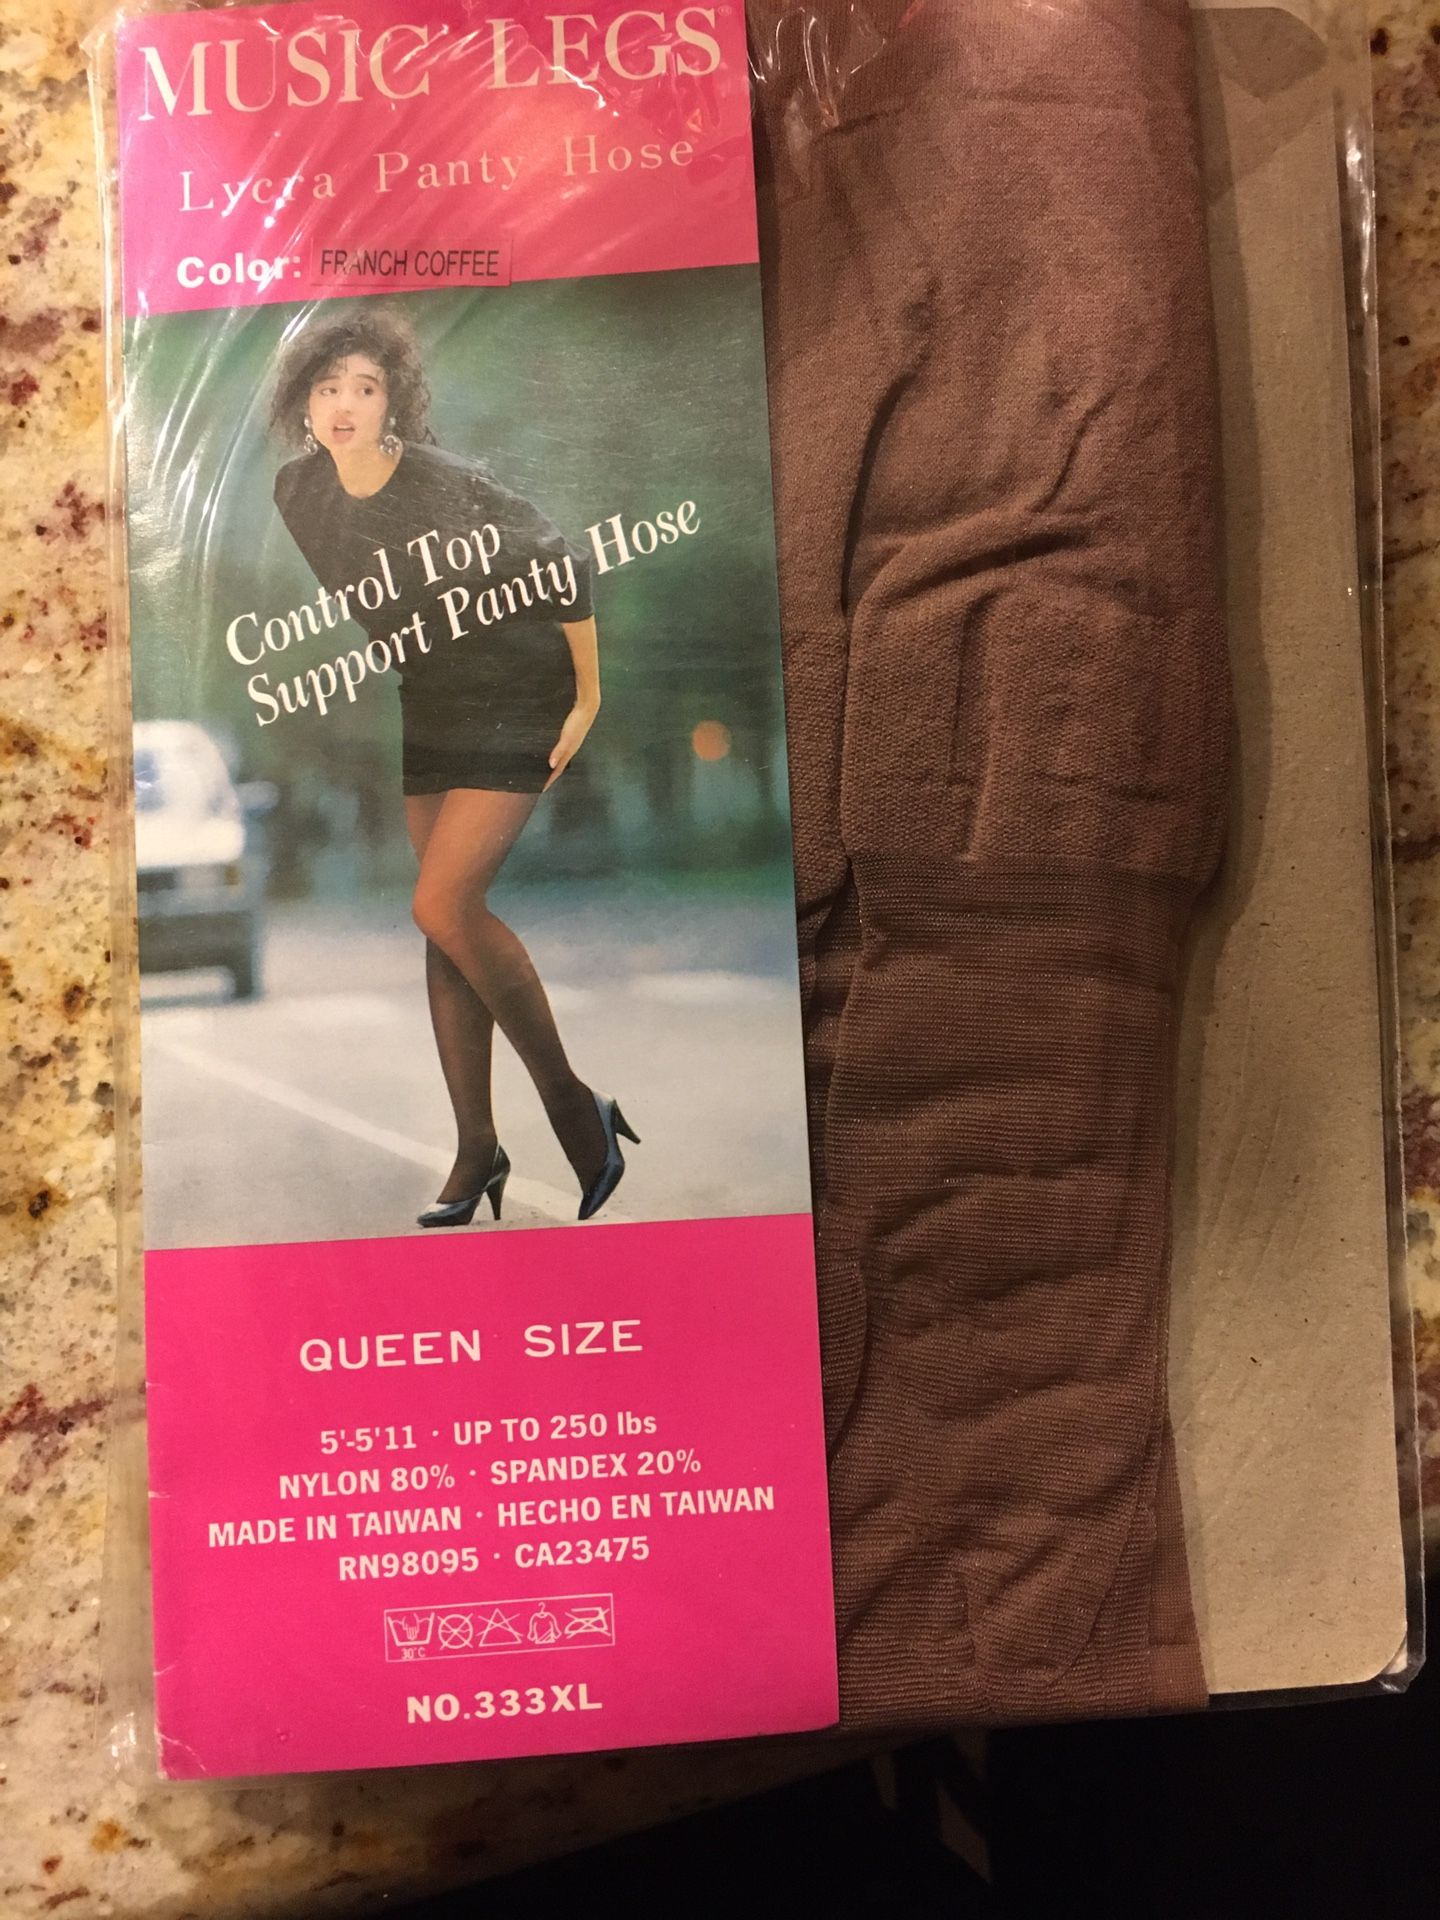 MUSIC LEGS®
Lycra Panty Hose
Color: FRANCH COFFEE
Control Top
Support Panty Hose
QUEEN SIZE
5'-5'11 · UP TO 250 lbs
NYLON 80% · SPANDEX 20%
MADE IN TAIWAN · HECHO EN TAIWAN
RN98095 · CA23475
30°C
NO.333XL